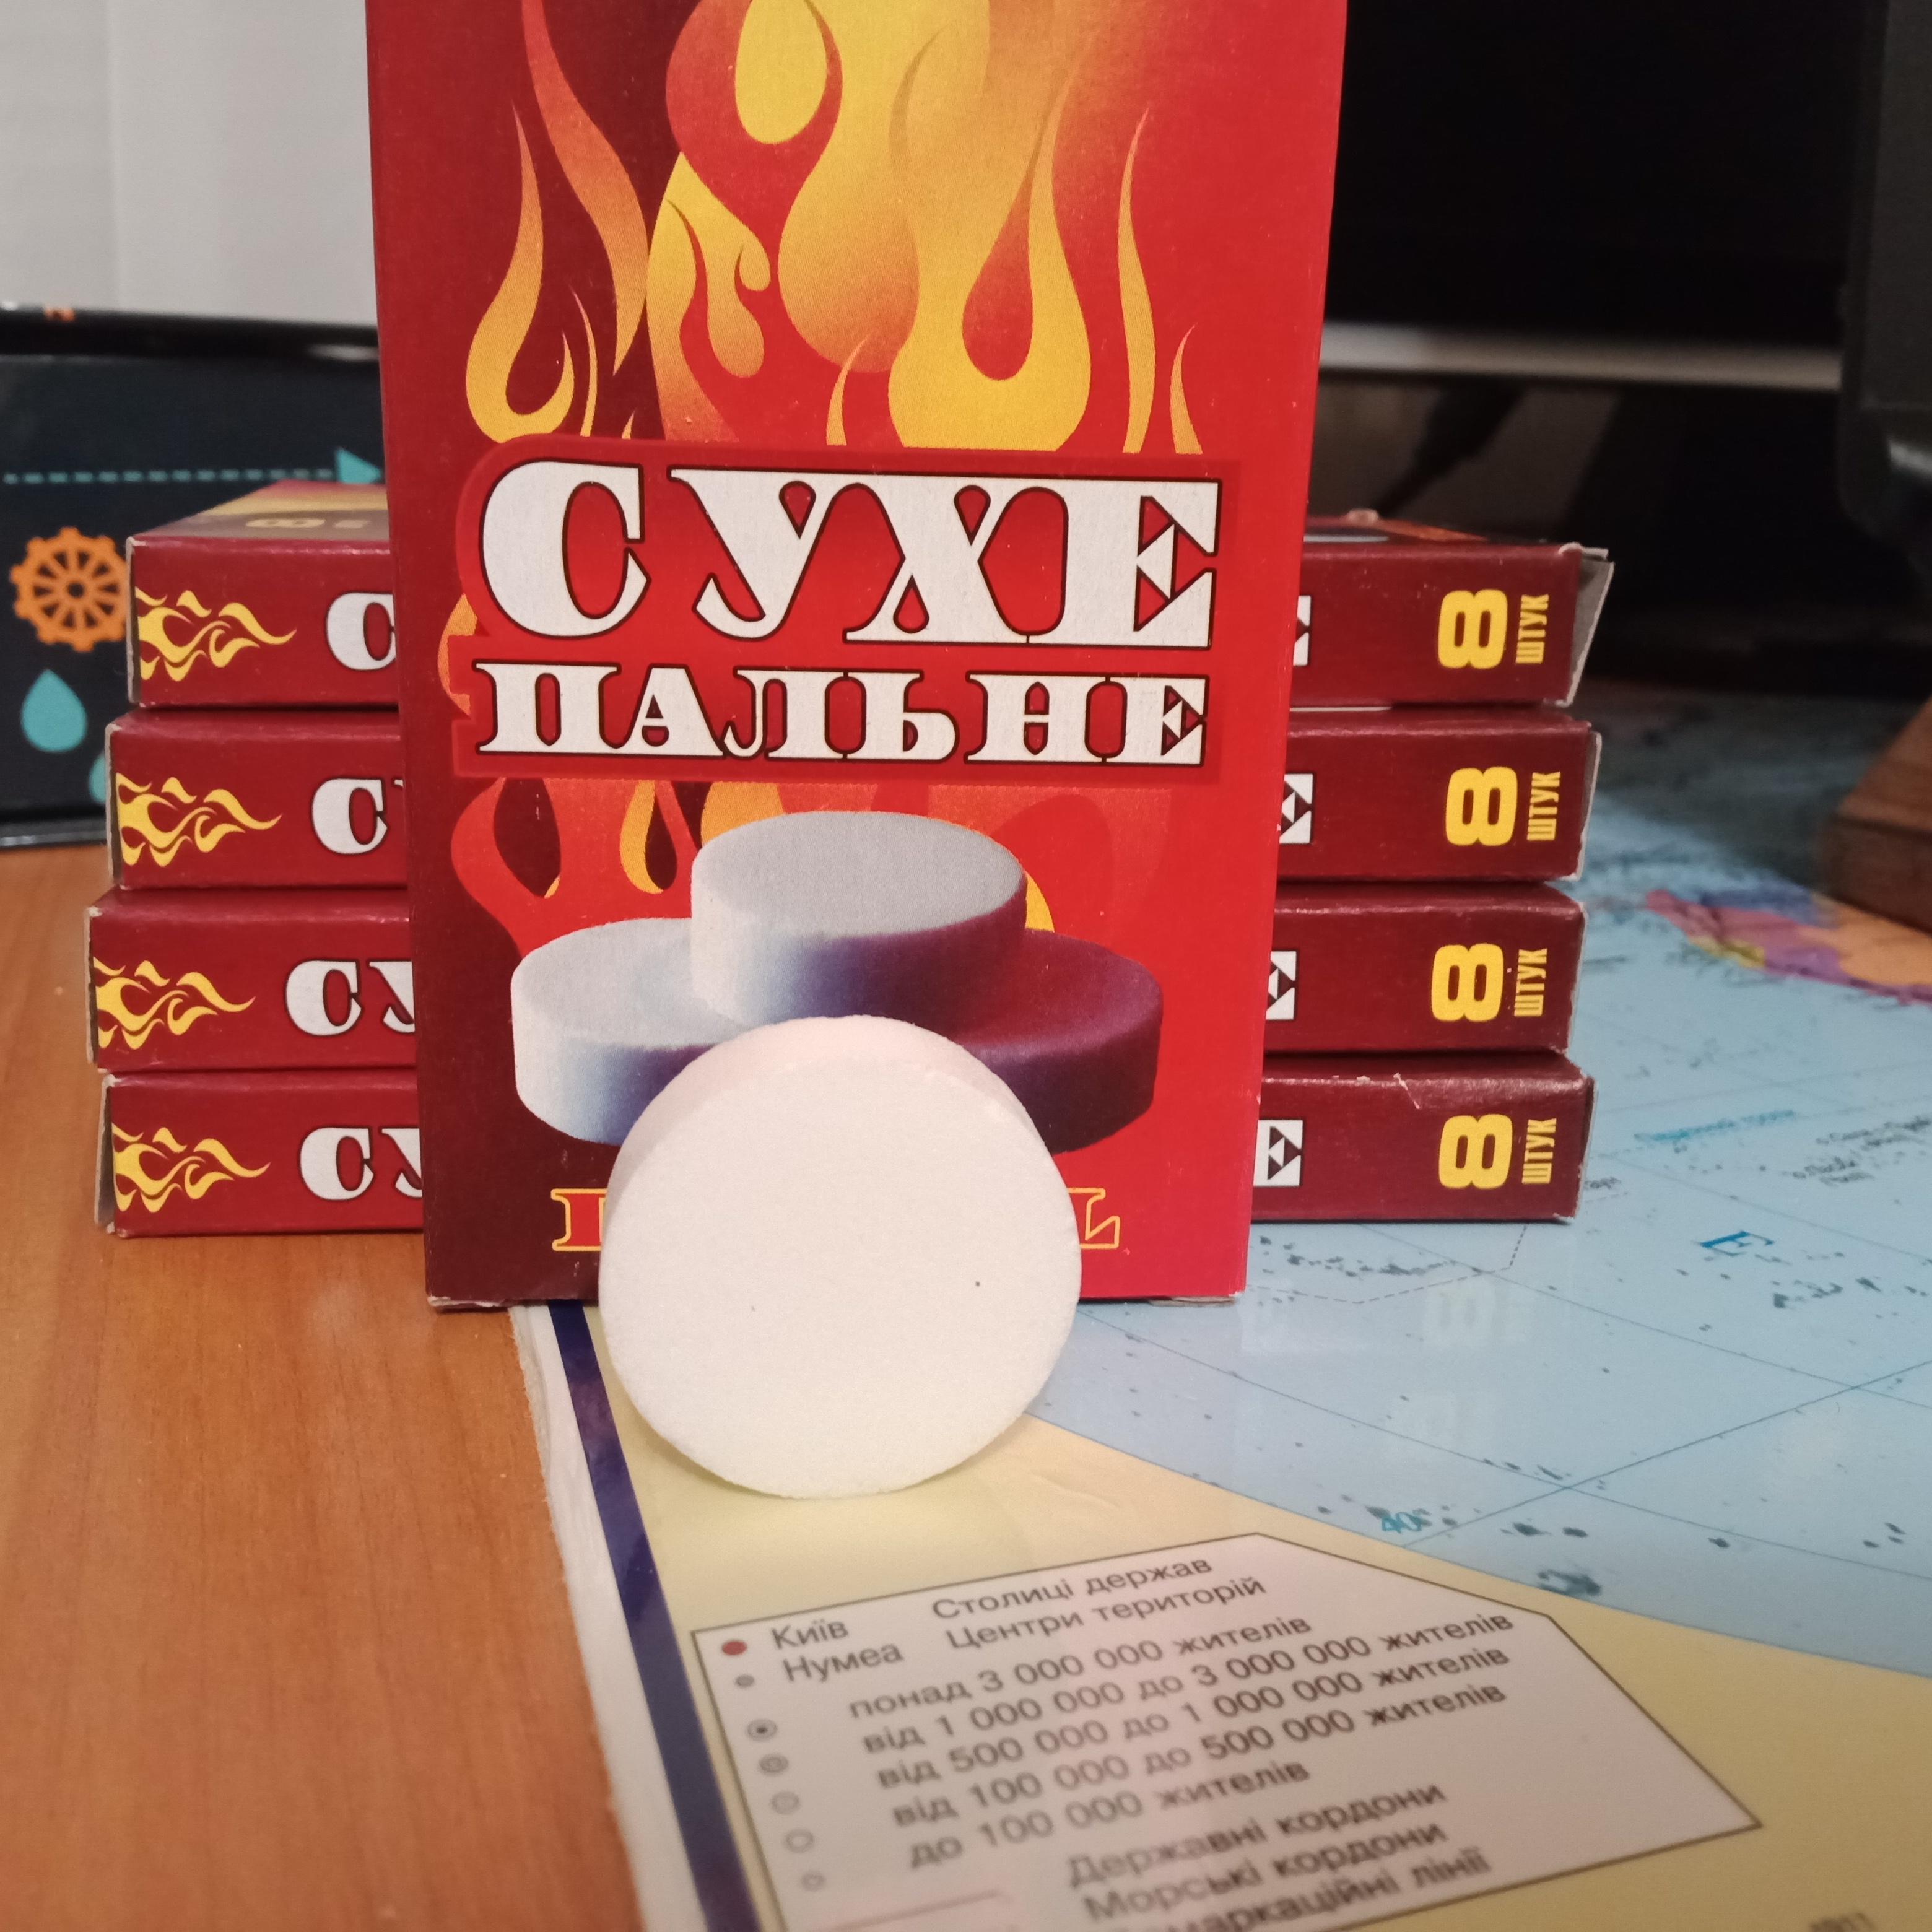 СУХЕ
ПАЛЬНЕ
8 ШТУК
8 ШТУК
8 ШТУК
8 ШТУК
Київ Столиці держав
Нумеа Центри територій
понад 3 000 000 жителів
від 1 000 000 до 3 000 000 жителів
від 500 000 до 1 000 000 жителів
від 100 000 до 500 000 жителів
до 100 000 жителів
Державні кордони
Морські кордони
лінії
40
Е